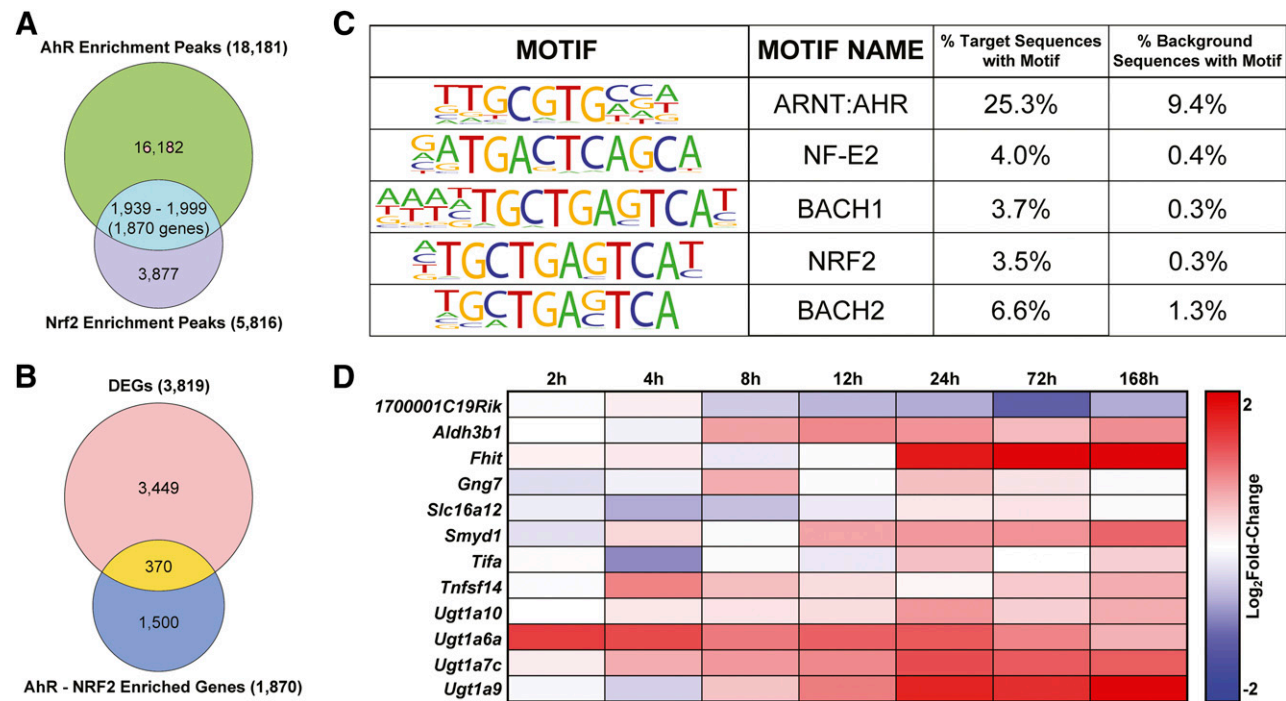 A
AhR Enrichment Peaks (18,181)
16,182
1,939 - 1,999
(1,870 genes)
3,877
Nrf2 Enrichment Peaks (5,816)
B
DEGs (3,819)
3,449
370
1,500
AhR - NRF2 Enriched Genes (1,870)
C
MOTIF
MOTIF NAME
% Target Sequences
with Motif
% Background
Sequences with Motif
ARNT:AHR
25.3%
9.4%
NF-E2
4.0%
0.4%
BACH1
3.7%
0.3%
NRF2
3.5%
0.3%
BACH2
6.6%
1.3%
D
2h 4h 8h 12h 24h 72h 168h
1700001C19Rik
Aldh3b1
Fhit
Gng7
Slc16a12
Smyd1
Tifa
Tnfsf14
Ugt1a10
Ugt1a6a
Ugt1a7c
Ugt1a9
2
Log₂Fold-Change
-2